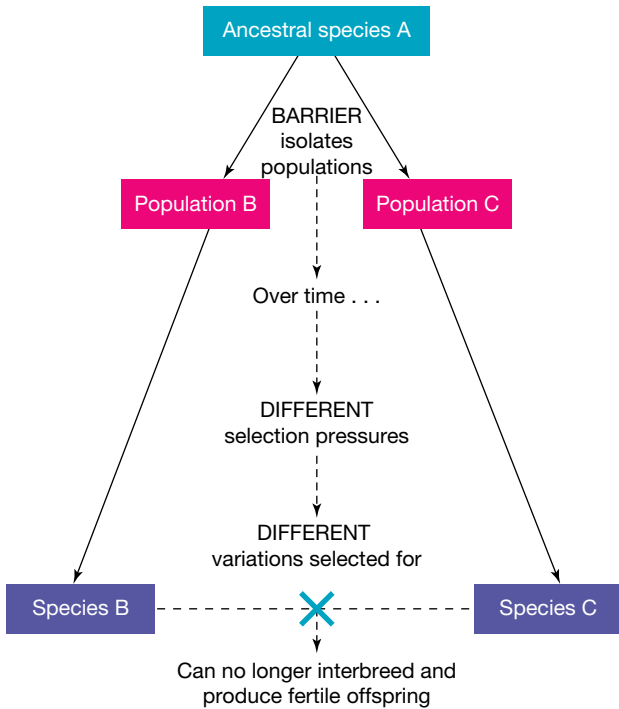 Ancestral species A
BARRIER
isolates
populations
Population B
Population C
Over time . . .
DIFFERENT
selection pressures
DIFFERENT
variations selected for
Species B
Species C
Can no longer interbreed and
produce fertile offspring